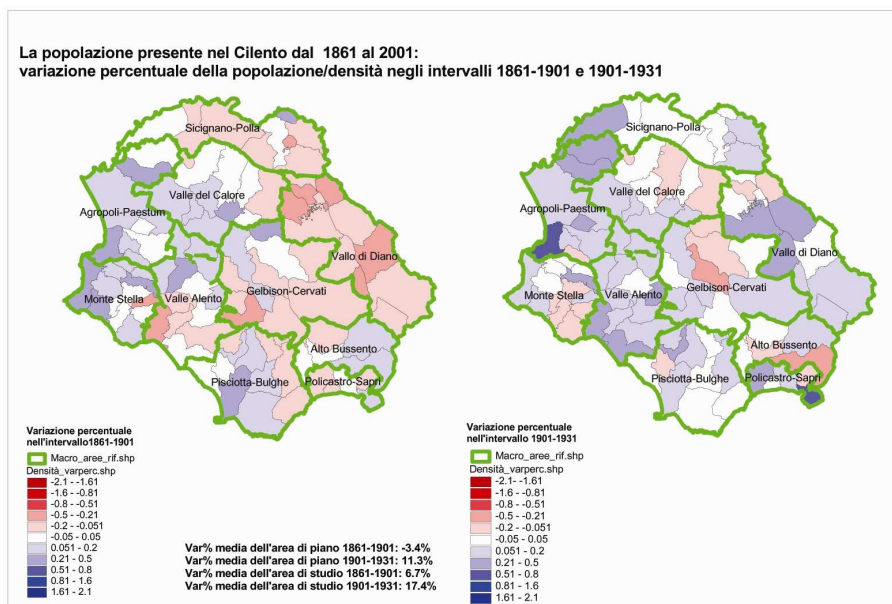 La popolazione presente nel Cilento dal 1861 al 2001:
variazione percentuale della popolazione/densità negli intervalli 1861-1901 e 1901-1931
Sicignano-Polla
Valle del Calore
Agropoli-Paestum
Vallo di Diano
Gelbison-Cervati
Monte Stella
Valle Alento
Alto Bussento
Pisciotta-Bulghe
Policastro-Sapri
Variazione percentuale
nell'intervallo1861-1901
Macro_aree_rif.shp
Densità_varperc.shp
-2.1- -1.61
-1.6 - -0.81
-0.8 - -0.51
-0.5 - -0.21
-0.2 - -0.051
-0.05 - 0.05
0.051 - 0.2
0.21 - 0.5
0.51 - 0.8
0.81 - 1.6
1.61 - 2.1
Var% media dell'area di piano 1861-1901: -3.4%
Var% media dell'area di piano 1901-1931: 11.3%
Var% media dell'area di studio 1861-1901: 6.7%
Var% media dell'area di studio 1901-1931: 17.4%
Sicignano-Polla
Valle del Calore
Agropoli-Paestum
Vallo di Diano
Gelbison-Cervati
Monte Stella
Valle Alento
Alto Bussento
Pisciotta-Bulghe
Policastro-Sapri
Variazione percentuale
nell'intervallo 1901-1931
Macro_aree_rif.shp
Densità_varperc.shp
-2.1- -1.61
-1.6 - -0.81
-0.8 - -0.51
-0.5 - -0.21
-0.2 - -0.051
-0.05 - 0.05
0.051 - 0.2
0.21 - 0.5
0.51 - 0.8
0.81 - 1.6
1.61 - 2.1